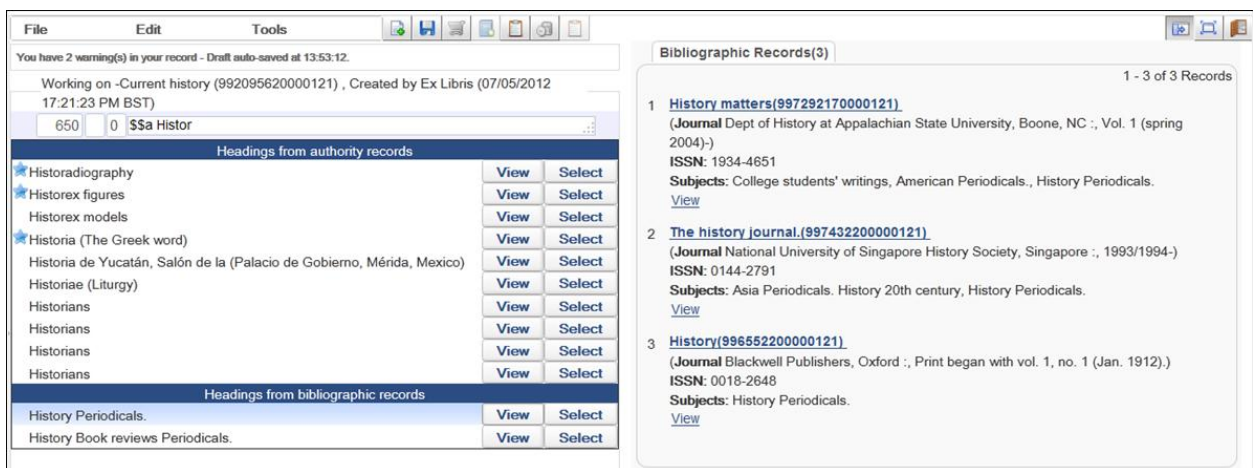 File Edit Tools
You have 2 warning(s) in your record - Draft auto-saved at 13:53:12.
Working on -Current history (992095620000121) , Created by Ex Libris (07/05/2012
17:21:23 PM BST)
650 0 $$a Histor
Headings from authority records
Historadiography View Select
Historex figures View Select
Historex models View Select
Historia (The Greek word) View Select
Historia de Yucatán, Salón de la (Palacio de Gobierno, Mérida, Mexico) View Select
Historiae (Liturgy) View Select
Historians View Select
Historians View Select
Historians View Select
Historians View Select
Headings from bibliographic records
History Periodicals. View Select
History Book reviews Periodicals. View Select
Bibliographic Records(3)
1 - 3 of 3 Records
1 History matters(997292170000121)
(Journal Dept of History at Appalachian State University, Boone, NC :, Vol. 1 (spring
2004)-)
ISSN: 1934-4651
Subjects: College students' writings, American Periodicals., History Periodicals.
View
2 The history journal.(997432200000121)
(Journal National University of Singapore History Society, Singapore :, 1993/1994-)
ISSN: 0144-2791
Subjects: Asia Periodicals. History 20th century, History Periodicals.
View
3 History(996552200000121)
(Journal Blackwell Publishers, Oxford :, Print began with vol. 1, no. 1 (Jan. 1912).)
ISSN: 0018-2648
Subjects: History Periodicals.
View